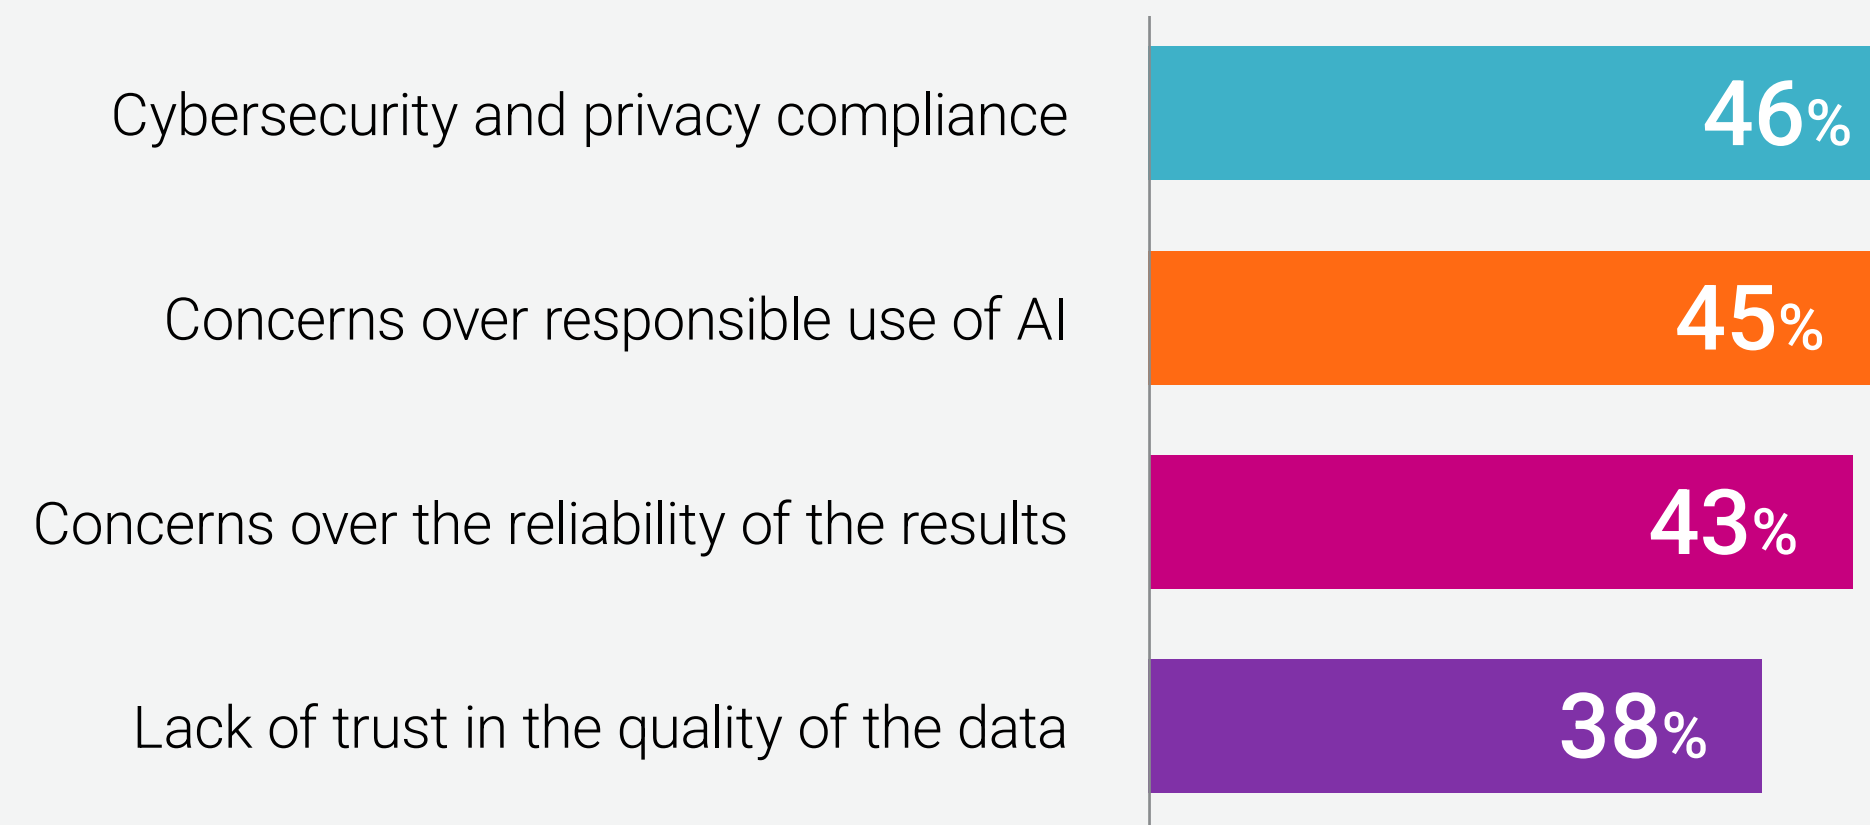 Cybersecurity and privacy compliance 46%
Concerns over responsible use of AI 45%
Concerns over the reliability of the results 43%
Lack of trust in the quality of the data 38%